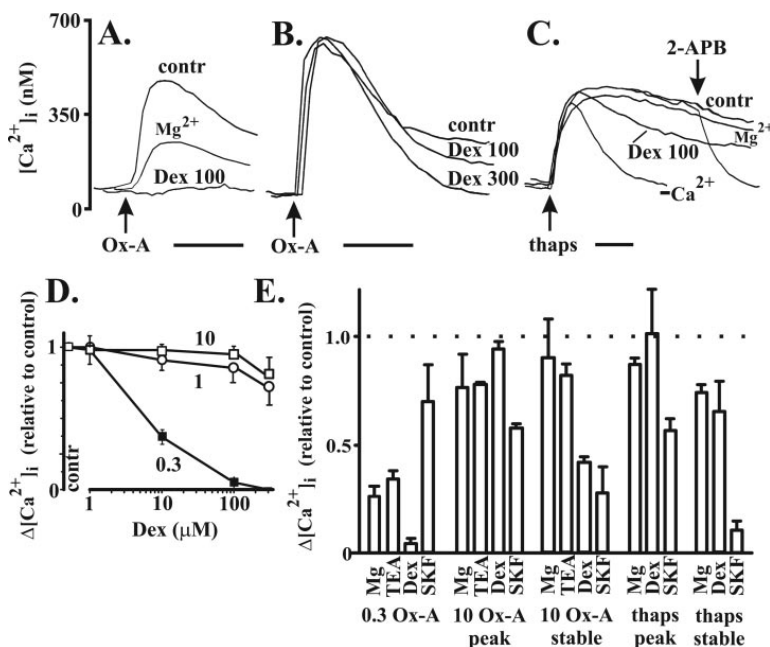 700
350
0
[Ca²⁺]ᵢ (nM)
A.
contr
Mg²⁺
Dex 100
Ox-A
B.
contr
Dex 100
Dex 300
Ox-A
C.
2-APB
contr
Mg²⁺
Dex 100
-Ca²⁺
thaps
D.
Δ[Ca²⁺]ᵢ (relative to control)
1
0
10
1
0.3
contr
1 10 100
Dex (μM)
E.
Δ[Ca²⁺]ᵢ (relative to control)
1.0
0.5
0
Mg TEA Dex SKF
Mg TEA Dex SKF
Mg TEA Dex SKF
Mg Dex SKF
Mg Dex SKF
0.3 Ox-A
10 Ox-A peak
10 Ox-A stable
thaps peak
thaps stable